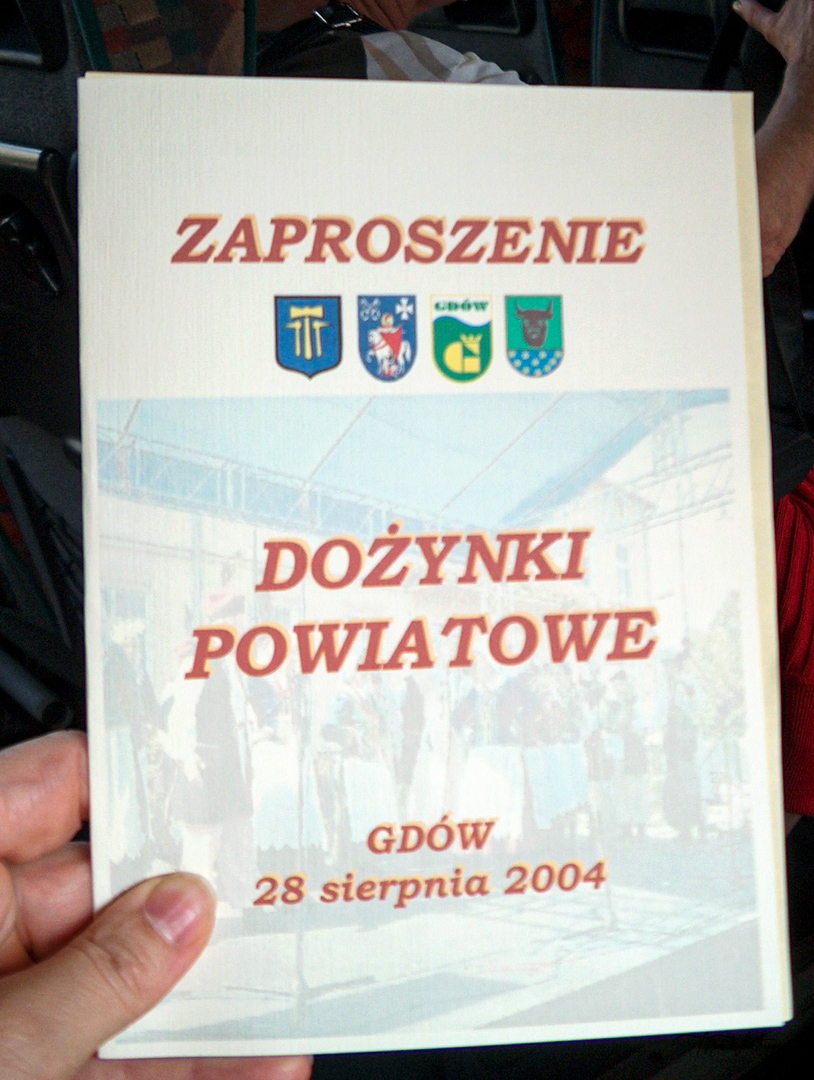 ZAPROSZENIE
GDÓW
DOŻYNKI
POWIATOWE
GDÓW
28 sierpnia 2004